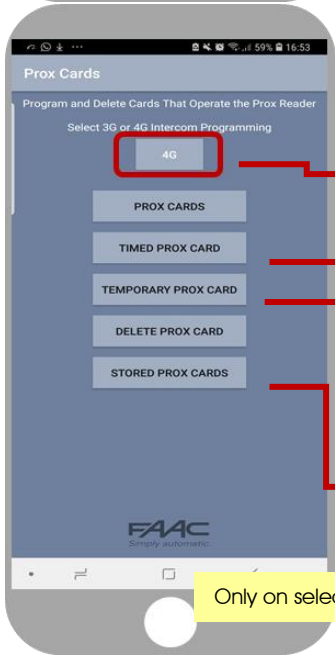 59% 16:53
Prox Cards
Program and Delete Cards That Operate the Prox Reader
Select 3G or 4G Intercom Programming
4G
PROX CARDS
TIMED PROX CARD
TEMPORARY PROX CARD
DELETE PROX CARD
STORED PROX CARDS
FAAC
Simply automatic.
Only on selec